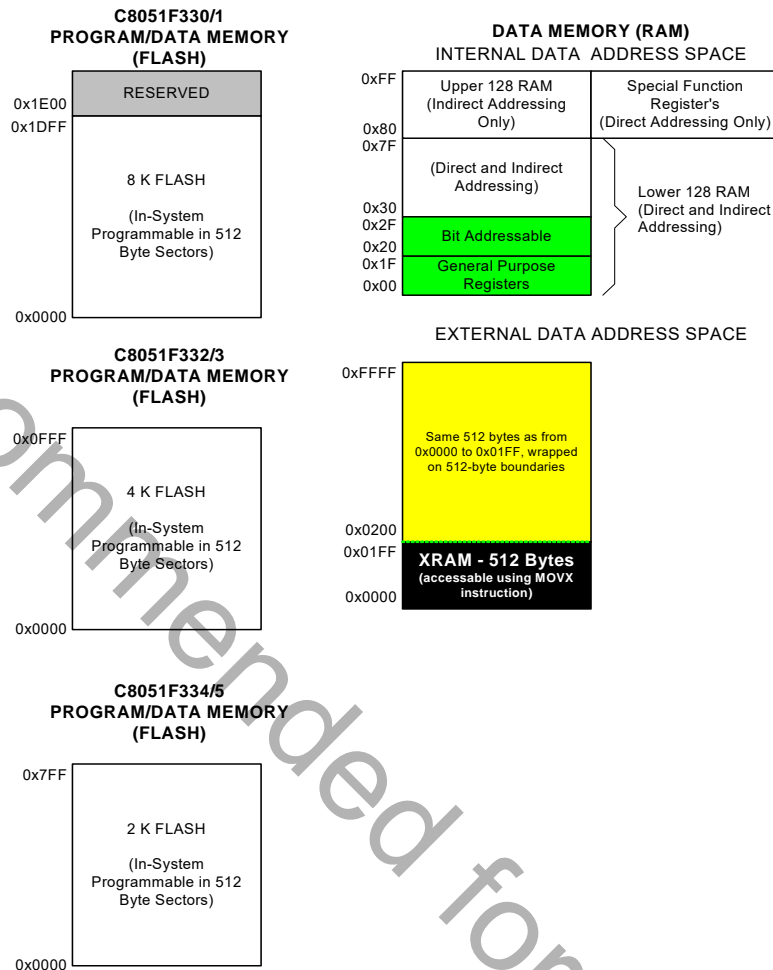 C8051F330/1
PROGRAM/DATA MEMORY
(FLASH)
RESERVED
0x1E00
0x1DFF
8 K FLASH
(In-System
Programmable in 512
Byte Sectors)
0x0000
C8051F332/3
PROGRAM/DATA MEMORY
(FLASH)
0x0FFF
4 K FLASH
(In-System
Programmable in 512
Byte Sectors)
0x0000
C8051F334/5
PROGRAM/DATA MEMORY
(FLASH)
0x7FF
2 K FLASH
(In-System
Programmable in 512
Byte Sectors)
0x0000
DATA MEMORY (RAM)
INTERNAL DATA ADDRESS SPACE
0xFF
Upper 128 RAM
(Indirect Addressing
Only)
0x80
Special Function
Register's
(Direct Addressing Only)
0x7F
(Direct and Indirect
Addressing)
0x30
0x2F
Bit Addressable
0x20
0x1F
General Purpose
Registers
0x00
Lower 128 RAM
(Direct and Indirect
Addressing)
EXTERNAL DATA ADDRESS SPACE
0xFFFF
Same 512 bytes as from
0x0000 to 0x01FF, wrapped
on 512-byte boundaries
0x0200
0x01FF
XRAM - 512 Bytes
(accessable using MOVX
instruction)
0x0000
ommended for